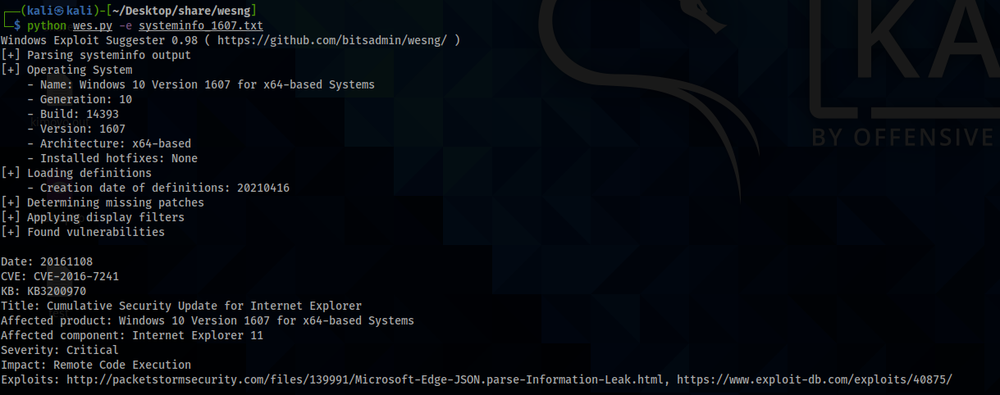 ┌──(kali㉿kali)-[~/Desktop/share/wesng]
└─$ python wes.py -e systeminfo_1607.txt
Windows Exploit Suggester 0.98 ( https://github.com/bitsadmin/wesng/ )
[+] Parsing systeminfo output
[+] Operating System
    - Name: Windows 10 Version 1607 for x64-based Systems
    - Generation: 10
    - Build: 14393
    - Version: 1607
    - Architecture: x64-based
    - Installed hotfixes: None
[+] Loading definitions
    - Creation date of definitions: 20210416
[+] Determining missing patches
[+] Applying display filters
[+] Found vulnerabilities

Date: 20161108
CVE: CVE-2016-7241
KB: KB3200970
Title: Cumulative Security Update for Internet Explorer
Affected product: Windows 10 Version 1607 for x64-based Systems
Affected component: Internet Explorer 11
Severity: Critical
Impact: Remote Code Execution
Exploits: http://packetstormsecurity.com/files/139991/Microsoft-Edge-JSON.parse-Information-Leak.html, https://www.exploit-db.com/exploits/40875/
KA
BY OFFENSIVE